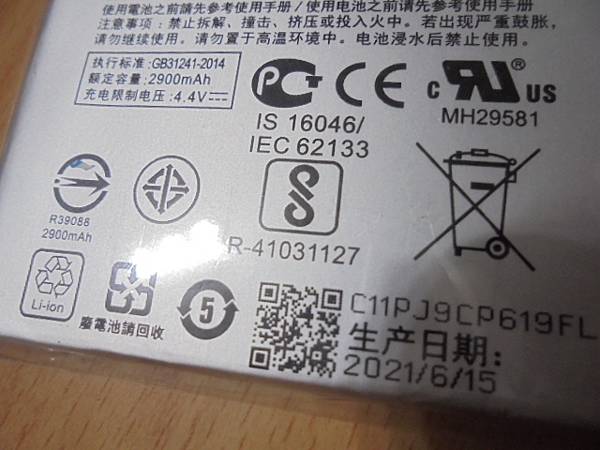 使用電池之前請先參考使用手册 / 使用电池之前请先参考使用手册
注意事项：禁止拆解、撞击、挤压或投入火中。若出现严重鼓胀，
请勿继续使用。请勿置于高温环境中。电池浸水后禁止使用。
执行标准：GB31241-2014
额定容量：2900mAh
充电限制电压：4.4V
PCT CE c RU ® US
MH29581
IS 16046/
IEC 62133
R39088
2900mAh
R-41031127
Li-ion
廢電池請回收
5
C11PJ9CP619FL
生产日期:
2021/6/15